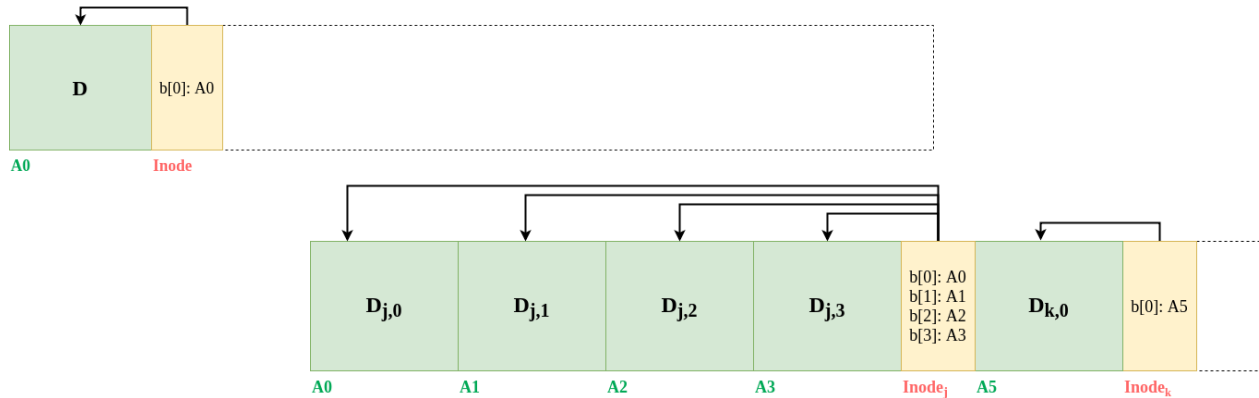 D
b[0]: A0
A0
Inode
Dj,0
Dj,1
Dj,2
Dj,3
b[0]: A0
b[1]: A1
b[2]: A2
b[3]: A3
Dk,0
b[0]: A5
A0
A1
A2
A3
Inodej
A5
Inodek